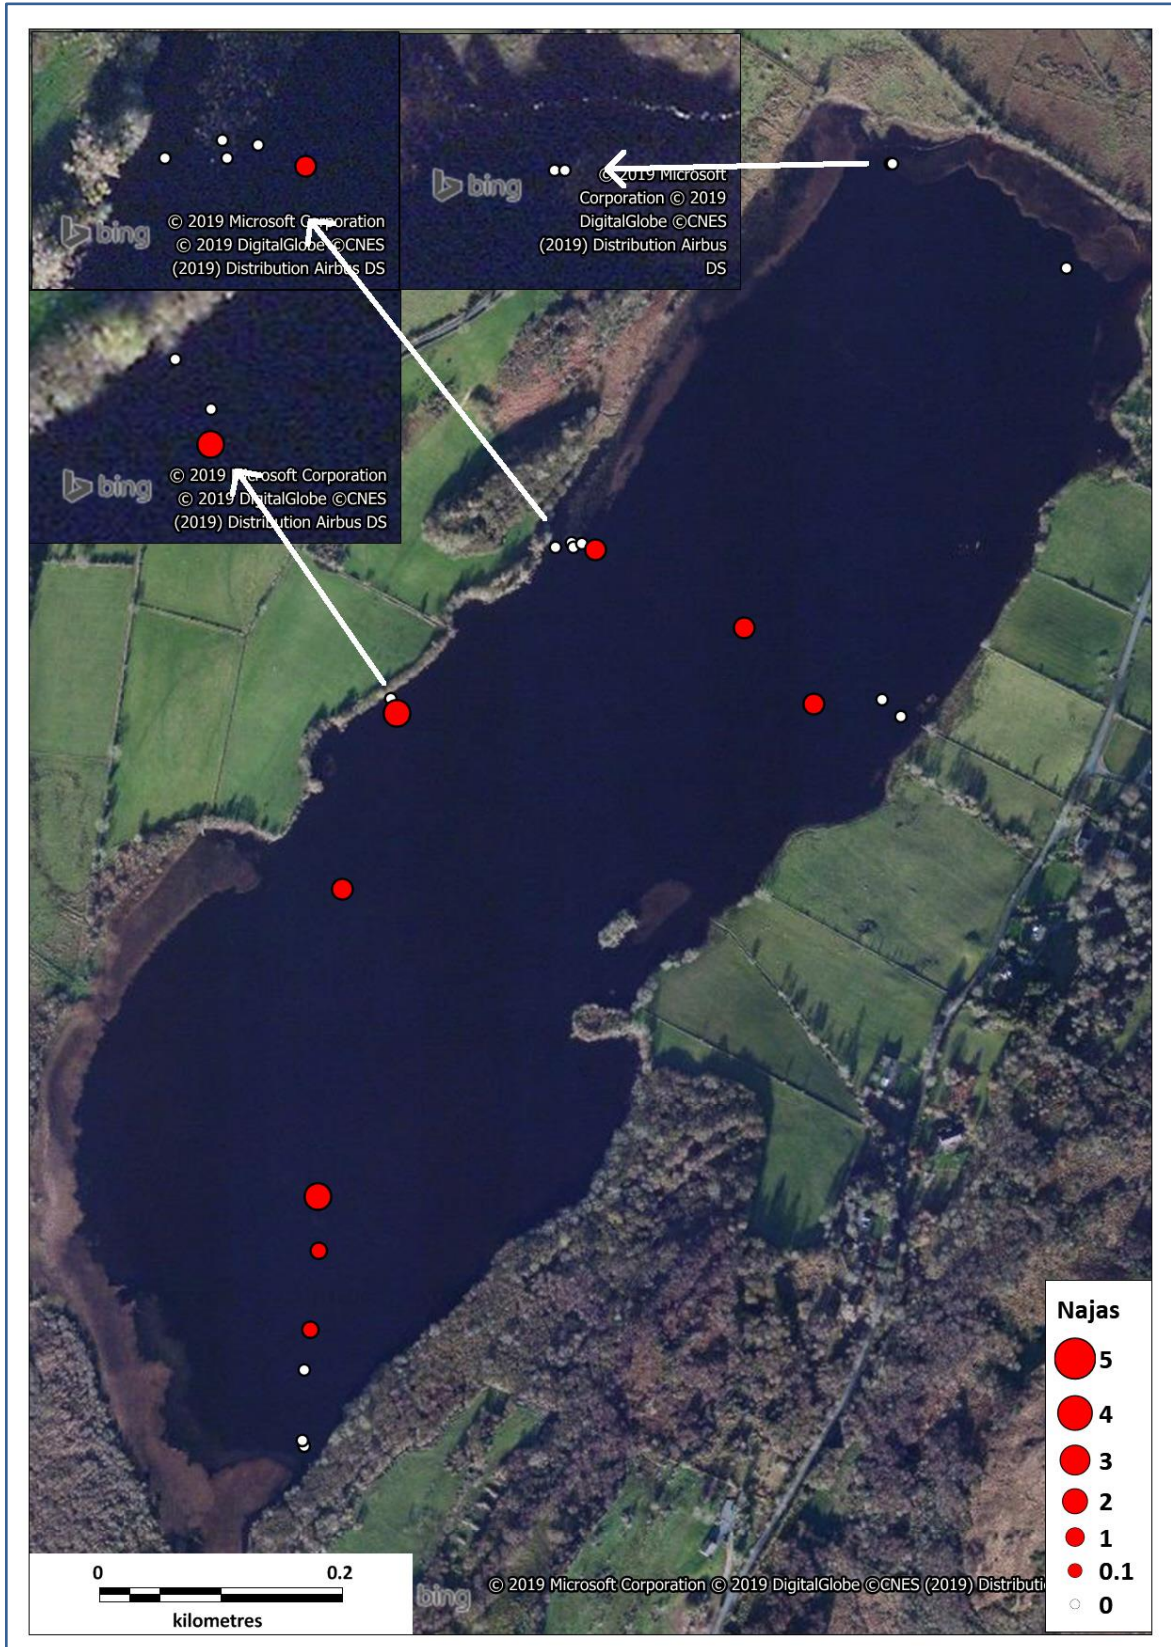 © 2019 Microsoft Corporation
bing
© 2019 DigitalGlobe ©CNES
(2019) Distribution Airbus DS
© 2019 Microsoft
bing
Corporation © 2019
DigitalGlobe ©CNES
(2019) Distribution Airbus
DS
© 2019 Microsoft Corporation
bing
© 2019 DigitalGlobe ©CNES
(2019) Distribution Airbus DS
Najas
5
4
3
2
1
0.1
0
0 0.2
kilometres
bing
© 2019 Microsoft Corporation © 2019 DigitalGlobe ©CNES (2019) Distributi